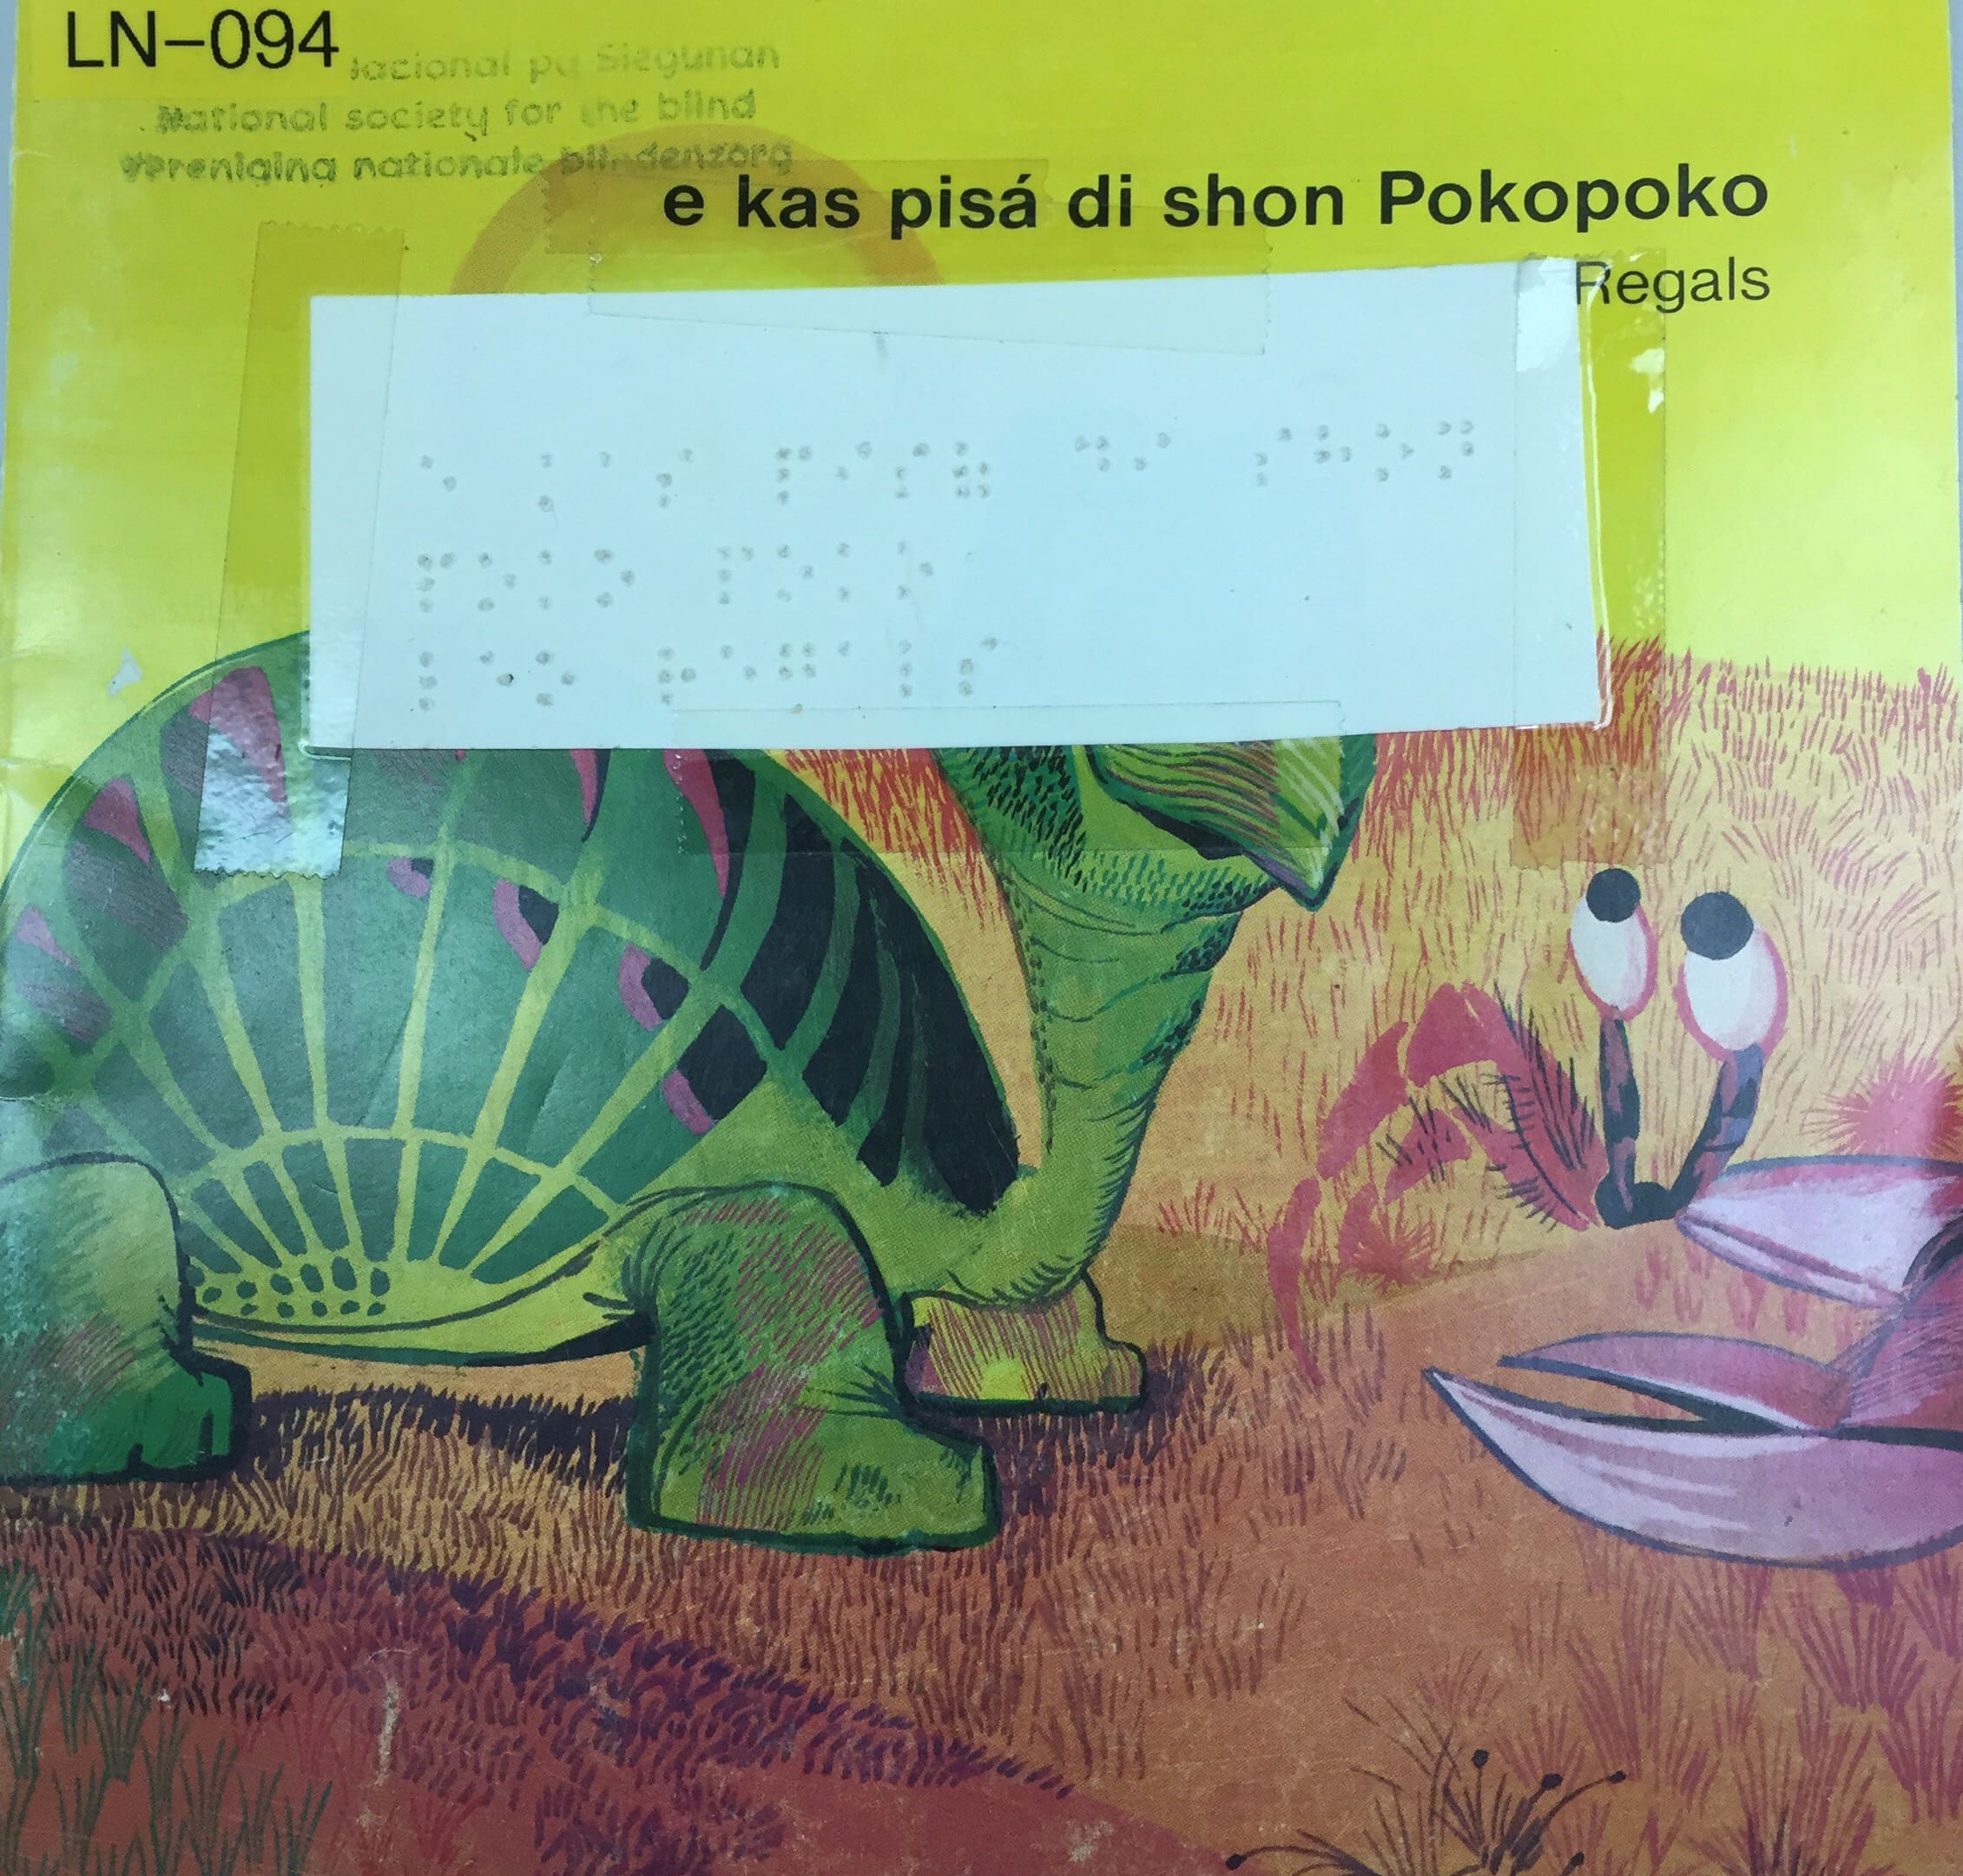 LN-094
Nacional pa Siegunan
National society for the blind
Vereniging nationale blindenzorg
e kas pisá di shon Pokopoko
Regals